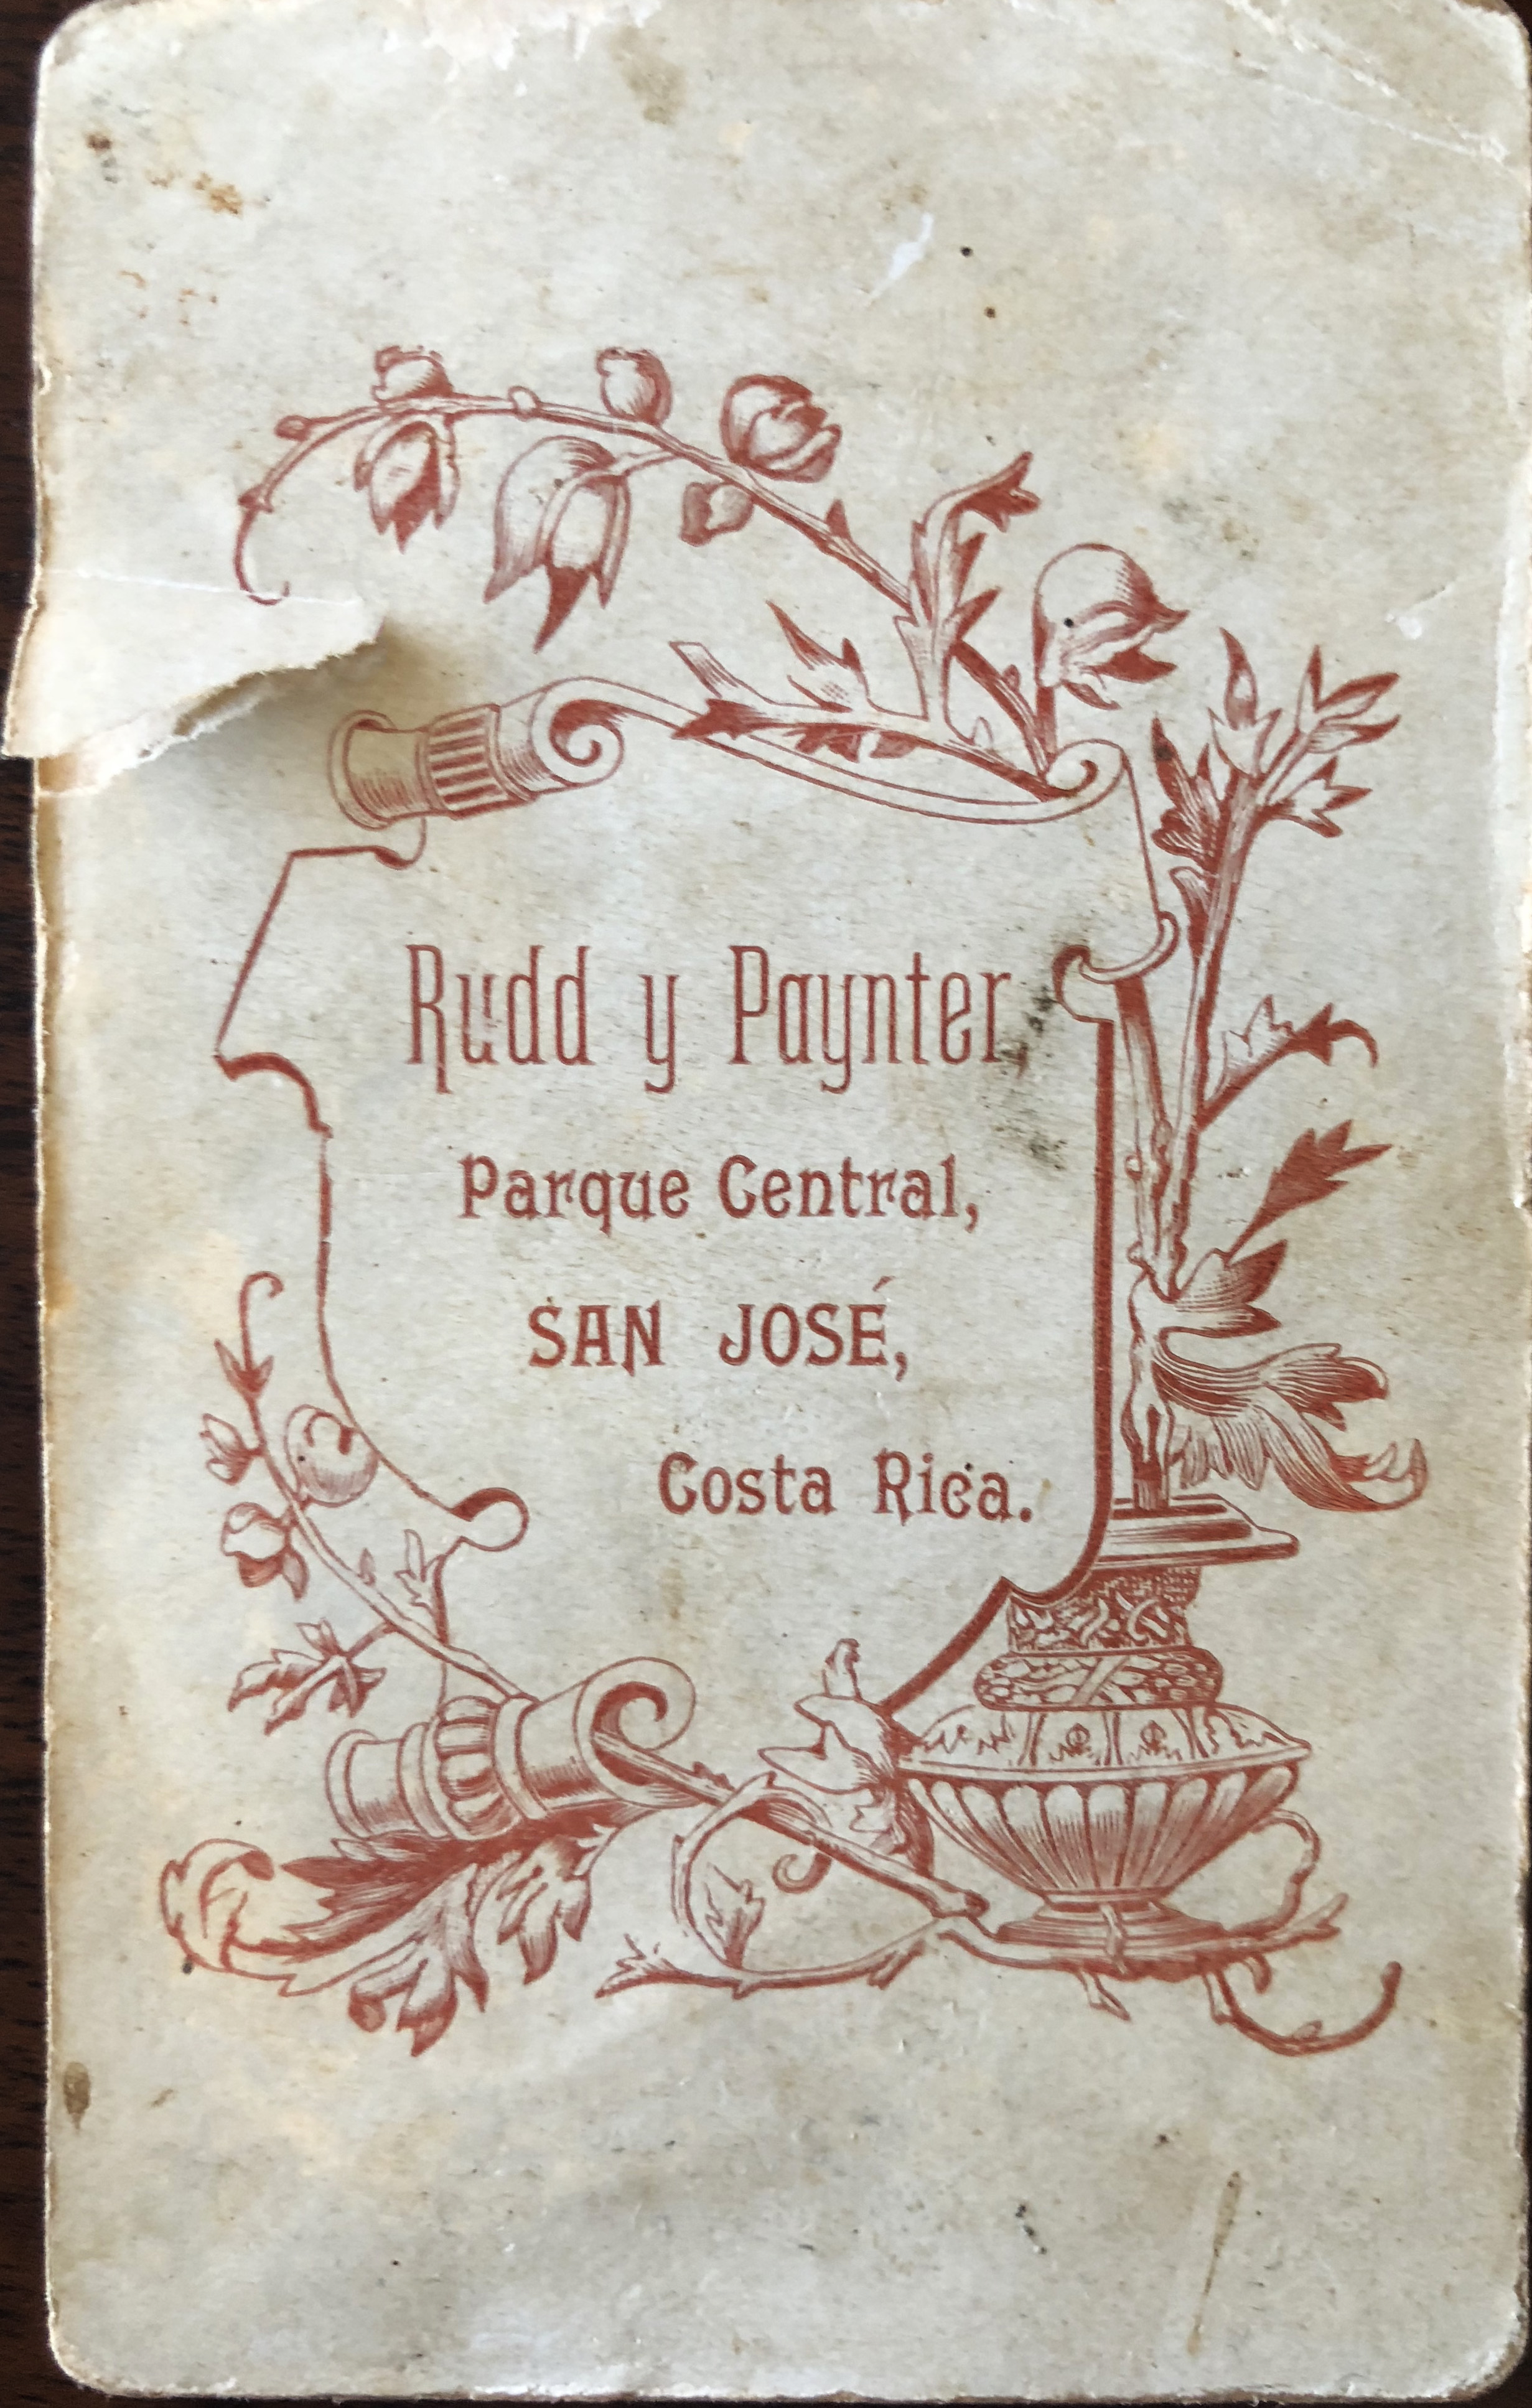 Rudd y Paynter,
Parque Central,
SAN JOSÉ,
Costa Rica.